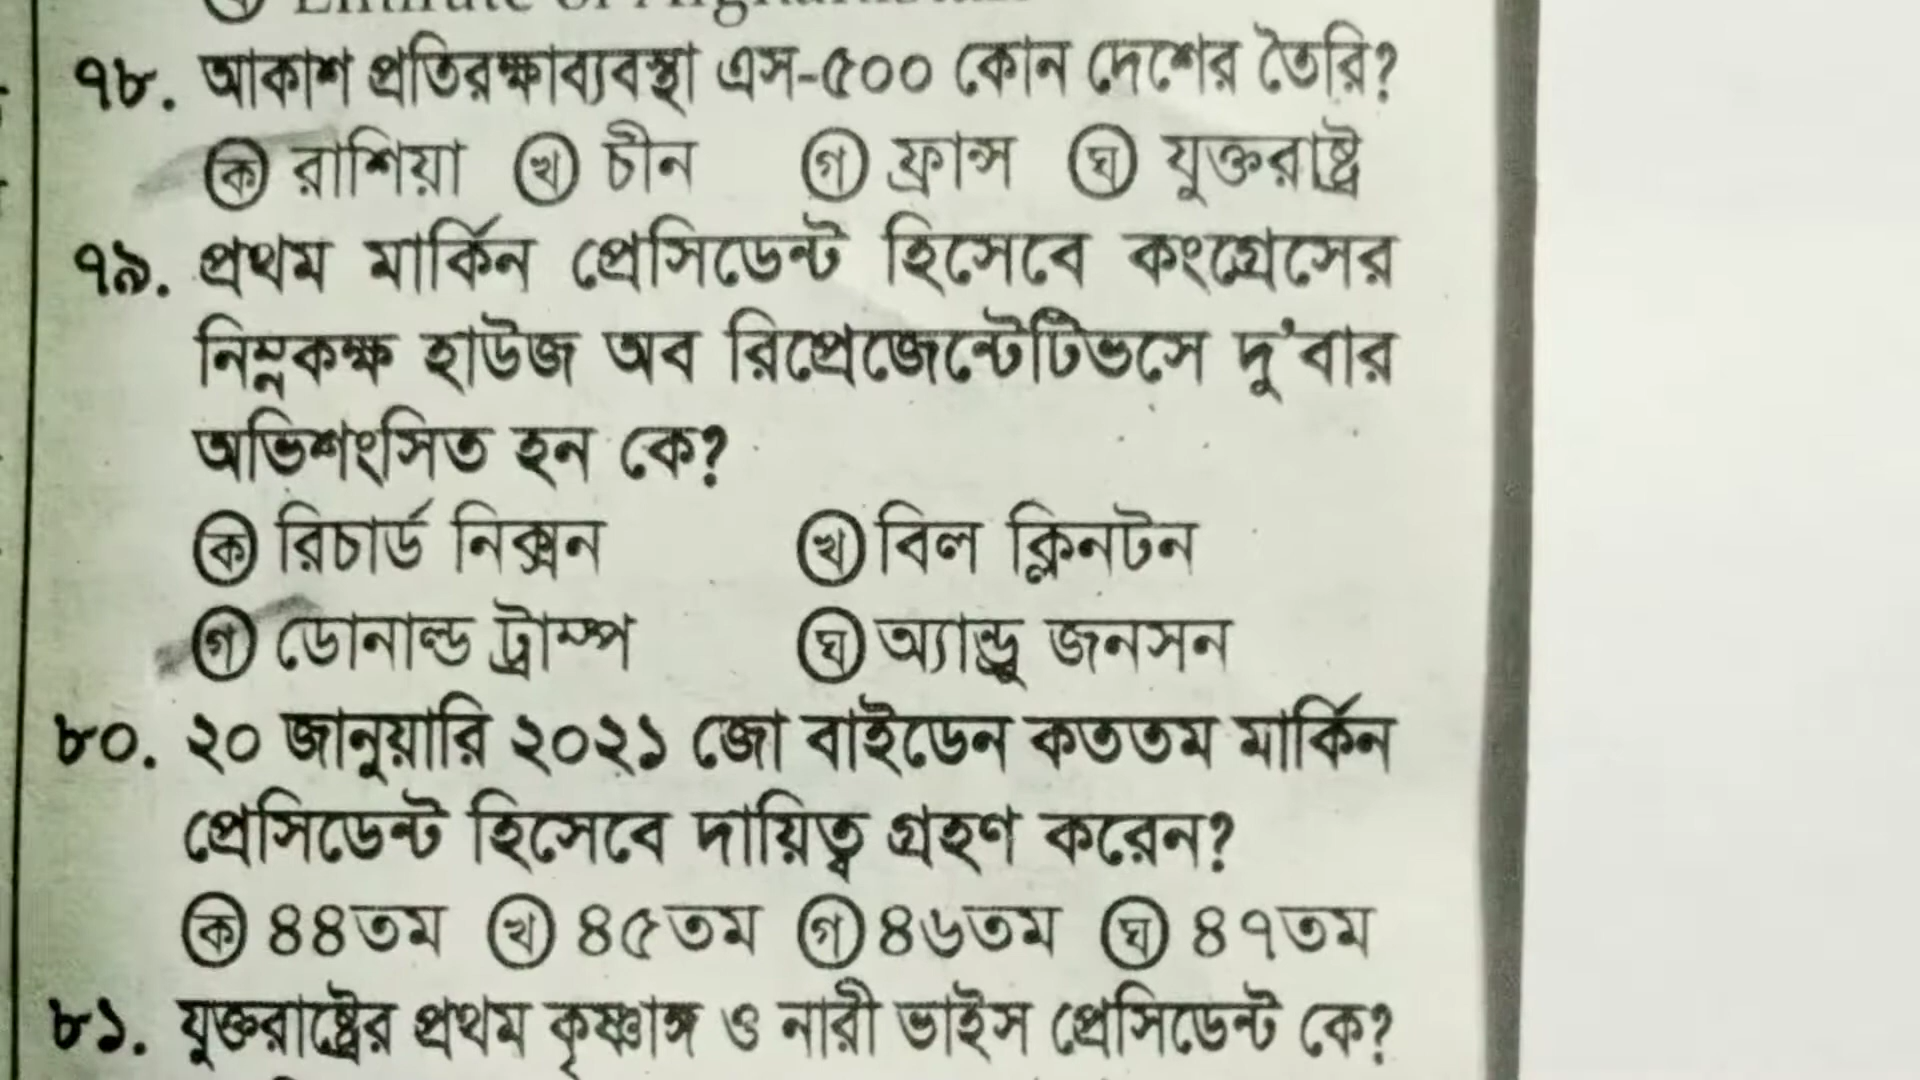 ৭৮. আকাশ প্রতিরক্ষাব্যবস্থা এস-৫০০ কোন দেশের তৈরি?
ক রাশিয়া খ চীন গ ফ্রান্স ঘ যুক্তরাষ্ট্র
৭৯. প্রথম মার্কিন প্রেসিডেন্ট হিসেবে কংগ্রেসের
নিম্নকক্ষ হাউজ অব রিপ্রেজেন্টেটিভসে দু'বার
অভিশংসিত হন কে?
ক রিচার্ড নিক্সন খ বিল ক্লিনটন
গ ডোনাল্ড ট্রাম্প ঘ অ্যান্ড্রু জনসন
৮০. ২০ জানুয়ারি ২০২১ জো বাইডেন কততম মার্কিন
প্রেসিডেন্ট হিসেবে দায়িত্ব গ্রহণ করেন?
ক ৪৪তম খ ৪৫তম গ ৪৬তম ঘ ৪৭তম
৮১. যুক্তরাষ্ট্রের প্রথম কৃষ্ণাঙ্গ ও নারী ভাইস প্রেসিডেন্ট কে?